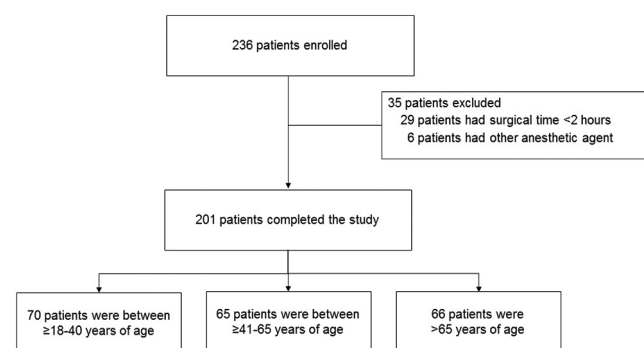 236 patients enrolled
35 patients excluded
29 patients had surgical time <2 hours
6 patients had other anesthetic agent
201 patients completed the study
70 patients were between
≥18-40 years of age
65 patients were between
≥41-65 years of age
66 patients were
>65 years of age